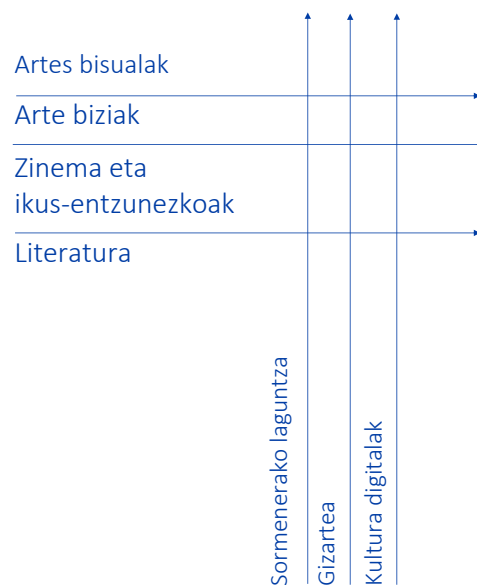 Artes bisualak
Arte biziak
Zinema eta
ikus-entzunezkoak
Literatura
Sormenerako laguntza
Gizartea
Kultura digitalak